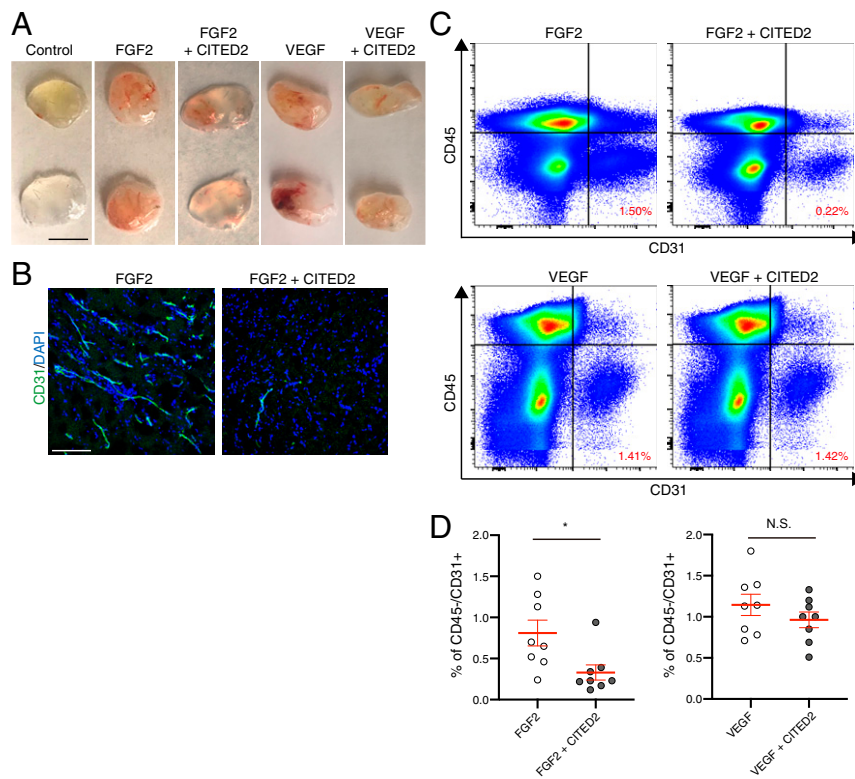 A
Control
FGF2
FGF2
+ CITED2
VEGF
VEGF
+ CITED2
B
FGF2
FGF2 + CITED2
CD31/DAPI
C
FGF2
FGF2 + CITED2
CD45
1.50%
0.22%
CD31
VEGF
VEGF + CITED2
CD45
1.41%
1.42%
CD31
D
*
% of CD45-/CD31+
2.0
1.5
1.0
0.5
0.0
FGF2
FGF2 + CITED2
N.S.
% of CD45-/CD31+
2.0
1.5
1.0
0.5
0.0
VEGF
VEGF + CITED2